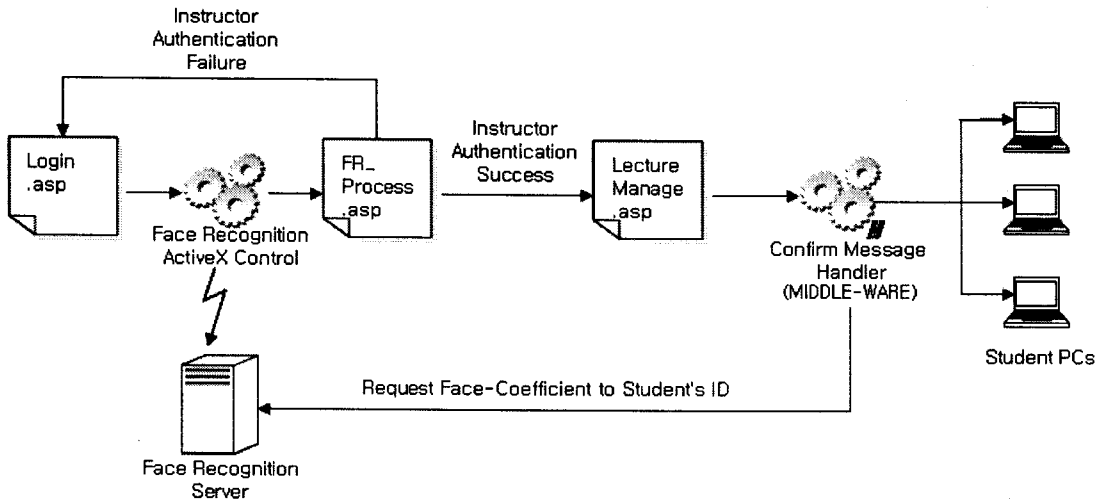 Instructor
Authentication
Failure
Login
.asp
Face Recognition
ActiveX Control
FR_
Process
.asp
Instructor
Authentication
Success
Lecture
Manage
.asp
Confirm Message
Handler
(MIDDLE-WARE)
Student PCs
Request Face-Coefficient to Student's ID
Face Recognition
Server